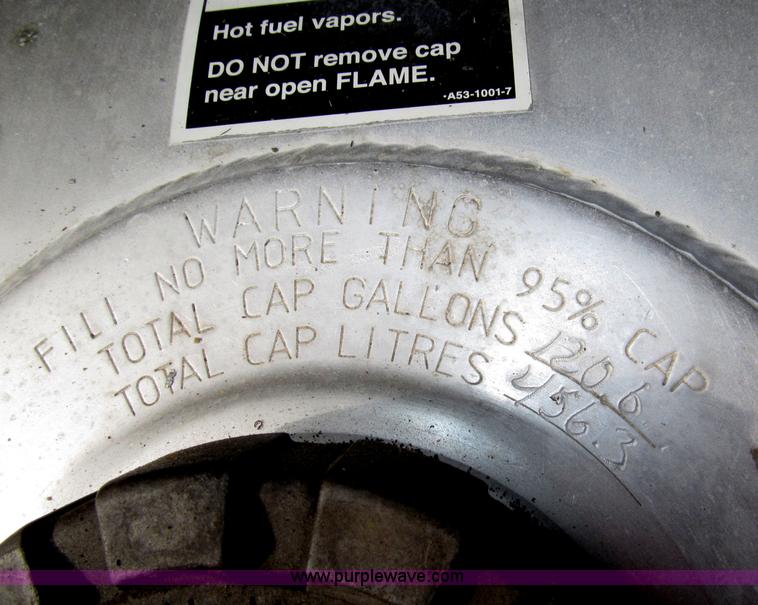 Hot fuel vapors.
DO NOT remove cap
near open FLAME.
·A53-1001-7
WARNING
FILL NO MORE THAN 95% CAP
TOTAL CAP GALLONS 120.6
TOTAL CAP LITRES 456.3
www.purplewave.com